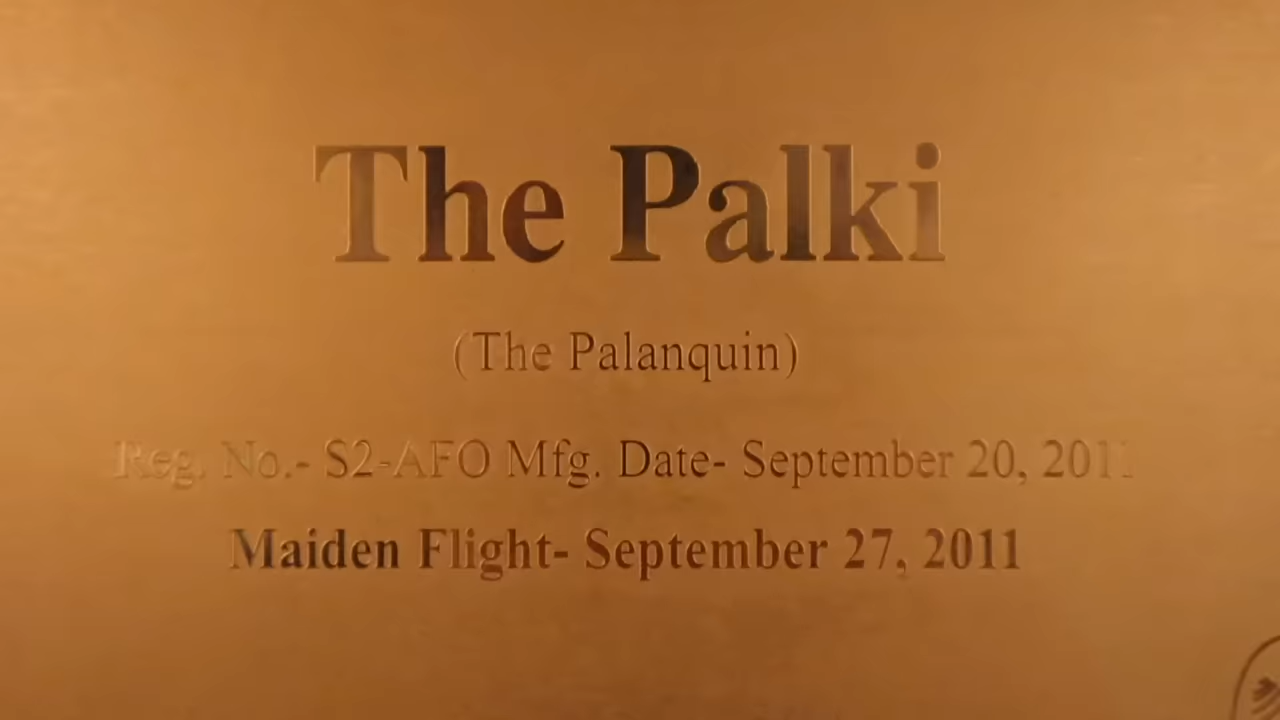 The Palki
(The Palanquin)
Reg. No.- S2-AFO Mfg. Date- September 20, 2011
Maiden Flight- September 27, 2011